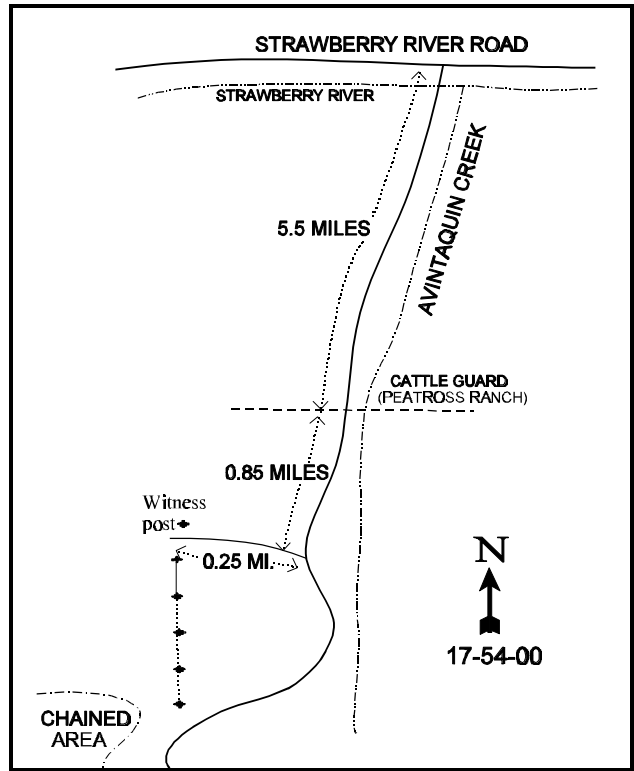 STRAWBERRY RIVER ROAD
STRAWBERRY RIVER
AVINTAQUIN CREEK
5.5 MILES
CATTLE GUARD
(PEATROSS RANCH)
0.85 MILES
Witness
post
0.25 MI.
N
17-54-00
CHAINED
AREA